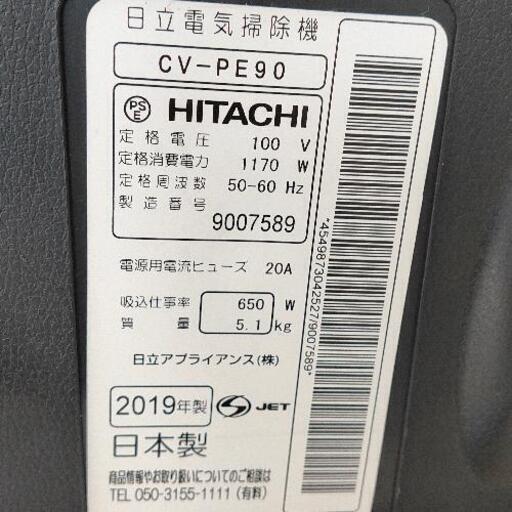 日立電気掃除機
CV-PE90
PS
E
HITACHI
定格電圧 100 V
定格消費電力 1170 W
定格周波数 50-60 Hz
製造番号 9007589
電源用電流ヒューズ 20A
吸込仕事率 650 W
質量 5.1 kg
日立アプライアンス(株)
2019年製 S JET
日本製
商品情報やお取り扱いについてのご相談は
TEL 050-3155-1111 (有料)
*4549873042527/9007589*